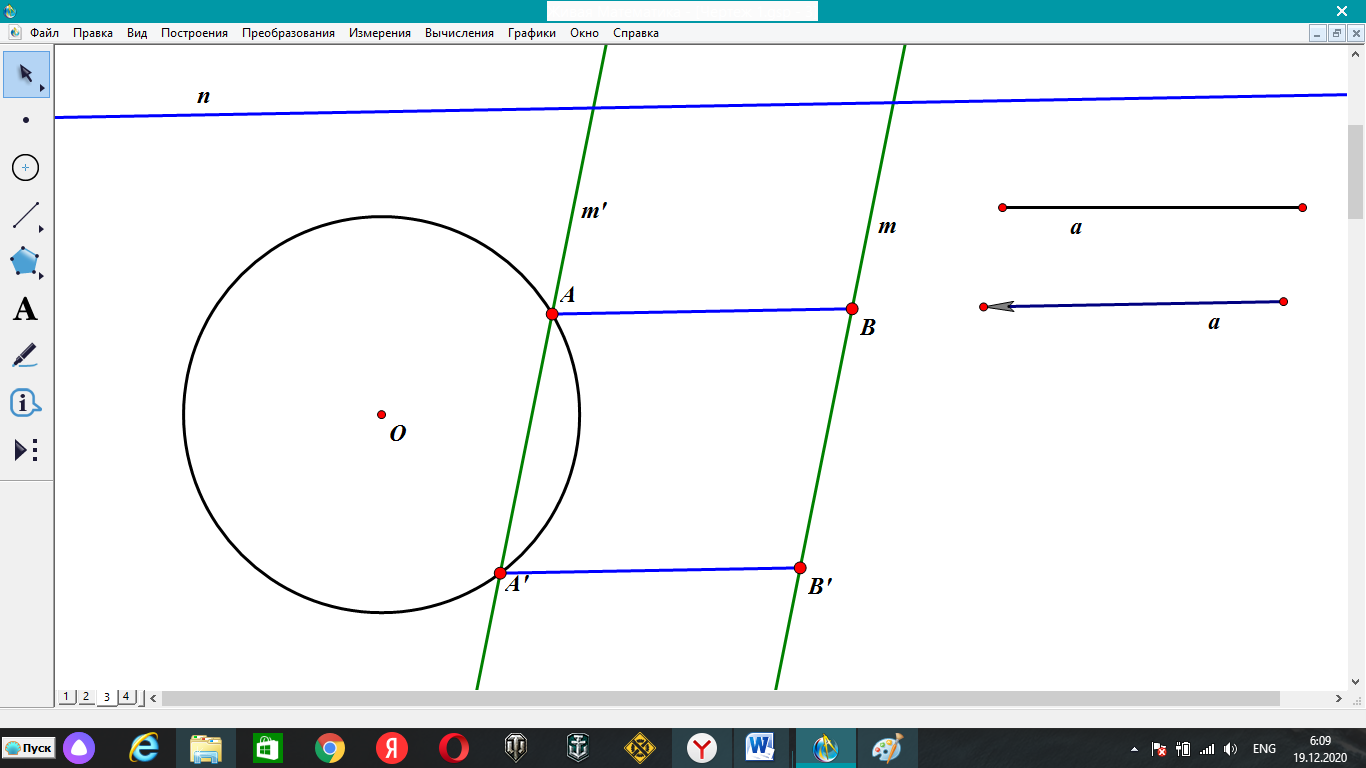 Файл Правка Вид Построения Преобразования Измерения Вычисления Графики Окно Справка
n
m'
m
a
A
B
a
A
O
A'
B'
1 2 3 4
Пуск
ENG
6:09
19.12.2020